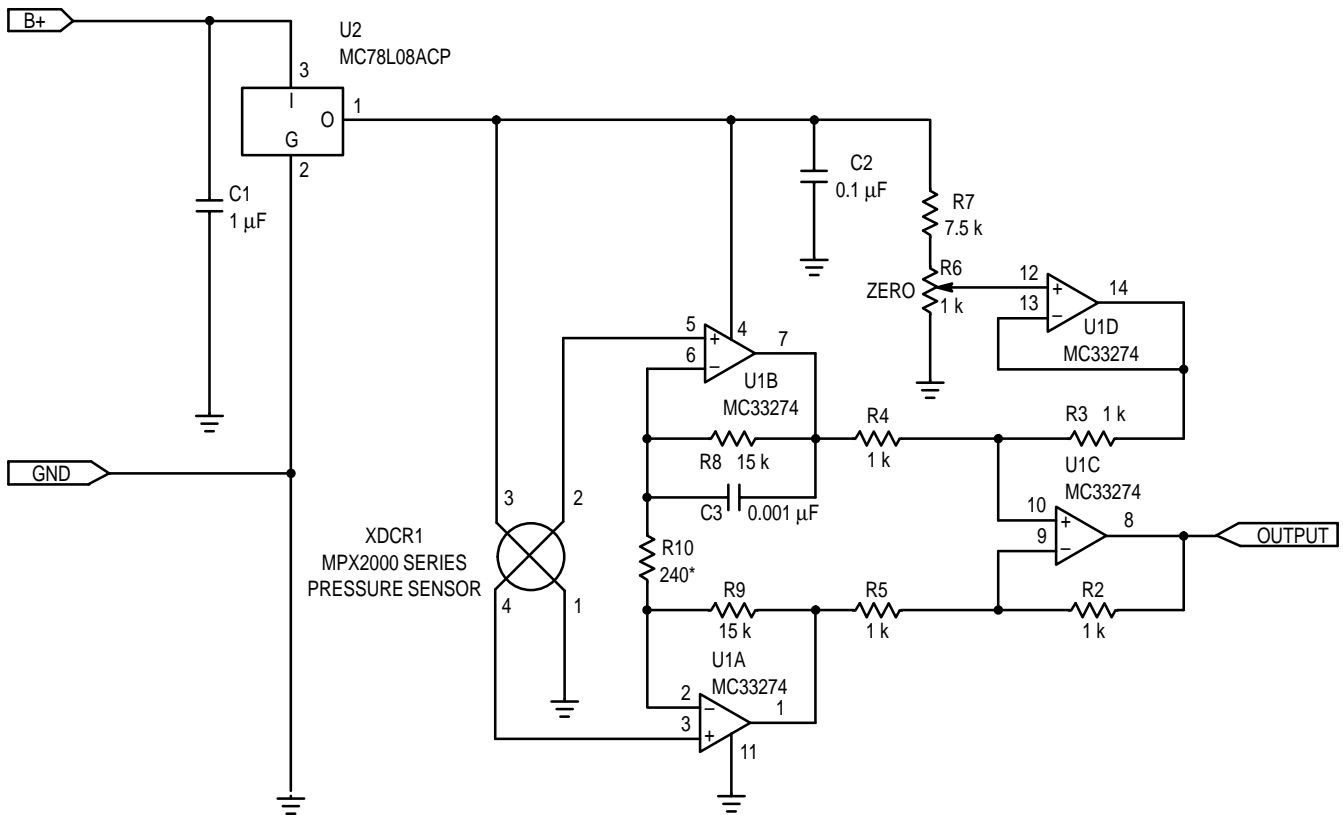 B+
U2
MC78L08ACP
3
I
O
1
G
2
C1
1 µF
C2
0.1 µF
R7
7.5 k
R6
ZERO
1 k
12
+
13
−
14
U1D
MC33274
5
+
4
7
6
−
U1B
MC33274
R4
1 k
R3 1 k
R8 15 k
U1C
MC33274
GND
3
2
C3 0.001 µF
10
+
8
9
−
OUTPUT
XDCR1
MPX2000 SERIES
PRESSURE SENSOR
R10
240*
4
1
R9
15 k
R5
1 k
R2
1 k
U1A
MC33274
2
−
1
3
+
11